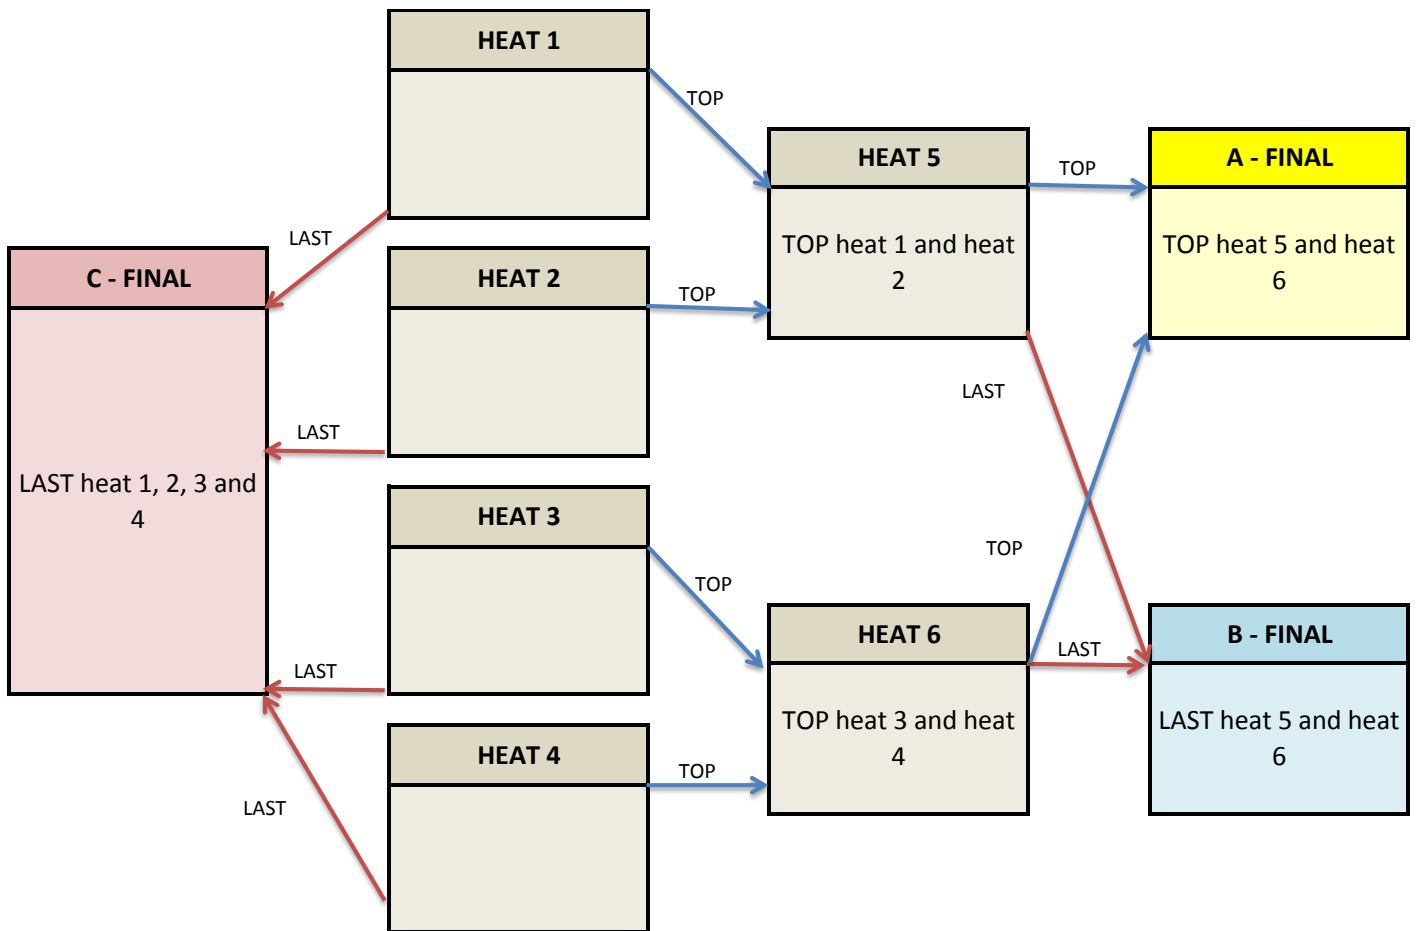 HEAT 1
TOP
HEAT 5
TOP
A - FINAL
LAST
TOP heat 1 and heat
2
TOP heat 5 and heat
6
C - FINAL
HEAT 2
TOP
LAST
LAST
LAST heat 1, 2, 3 and
4
HEAT 3
TOP
TOP
HEAT 6
LAST
B - FINAL
LAST
TOP heat 3 and heat
4
LAST heat 5 and heat
6
HEAT 4
TOP
LAST